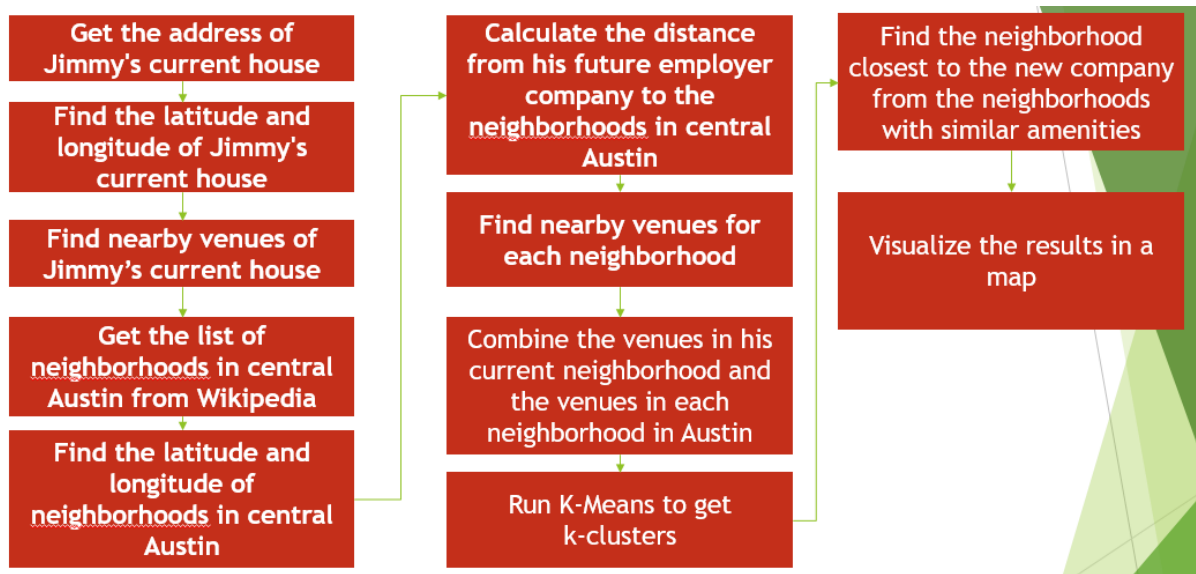 Get the address of
Jimmy's current house
Find the latitude and
longitude of Jimmy's
current house
Find nearby venues of
Jimmy’s current house
Get the list of
neighborhoods in central
Austin from Wikipedia
Find the latitude and
longitude of
neighborhoods in central
Austin
Calculate the distance
from his future employer
company to the
neighborhoods in central
Austin
Find nearby venues for
each neighborhood
Combine the venues in his
current neighborhood and
the venues in each
neighborhood in Austin
Run K-Means to get
k-clusters
Find the neighborhood
closest to the new company
from the neighborhoods
with similar amenities
Visualize the results in a
map